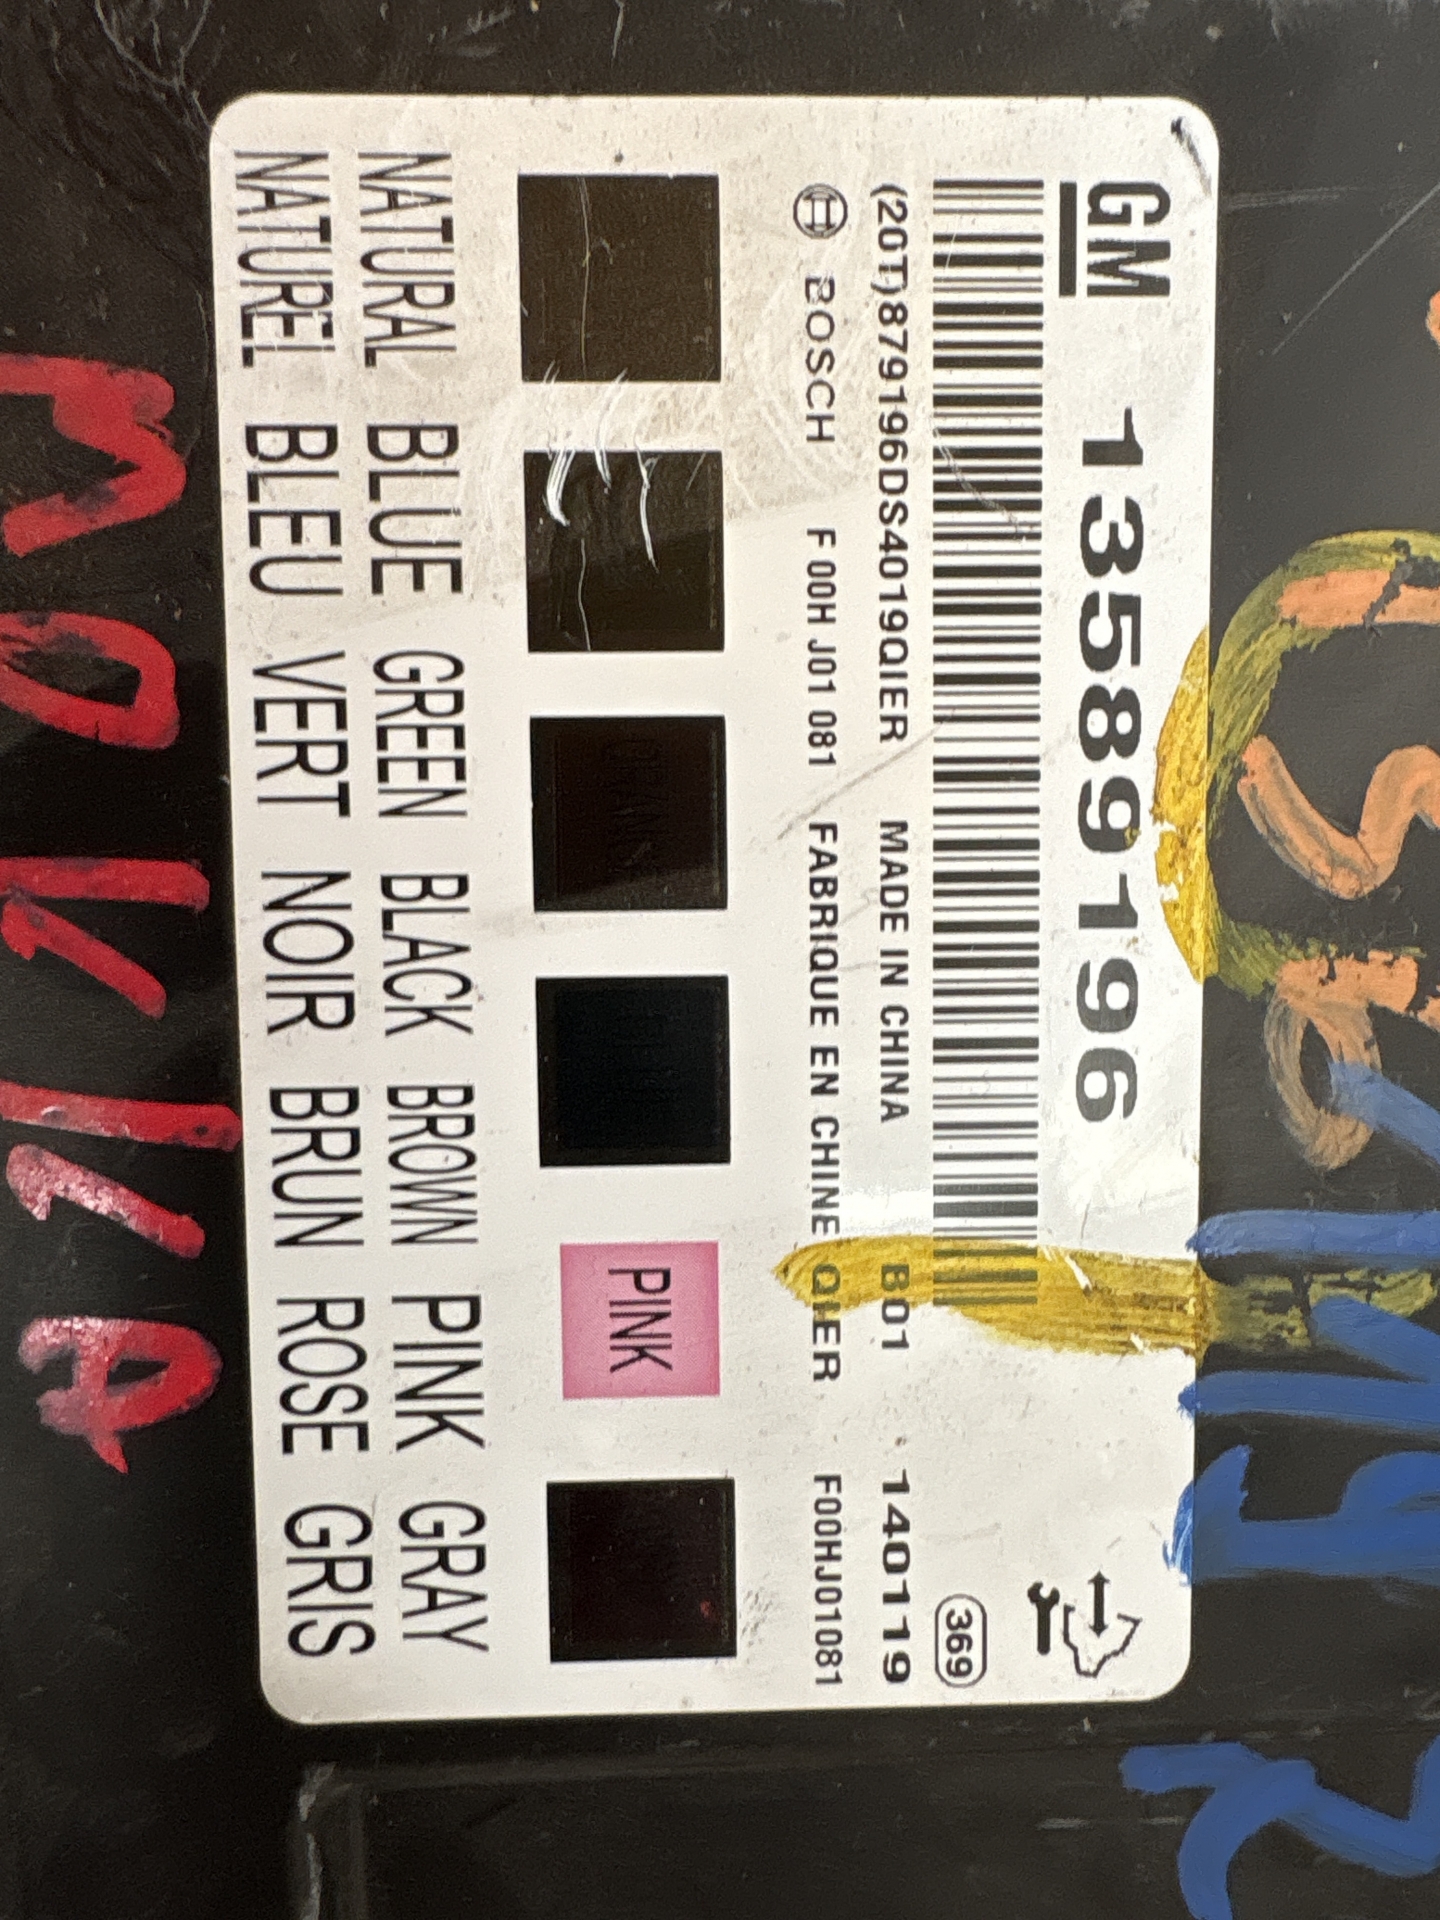 GM 13589196
369
(20T)879196DS4019QIER MADE IN CHINA B01 140119
BOSCH F 00H J01 081 FABRIQUE EN CHINE QIER F00HJ01081
PINK
NATURAL BLUE GREEN BLACK BROWN PINK GRAY
NATUREL BLEU VERT NOIR BRUN ROSE GRIS